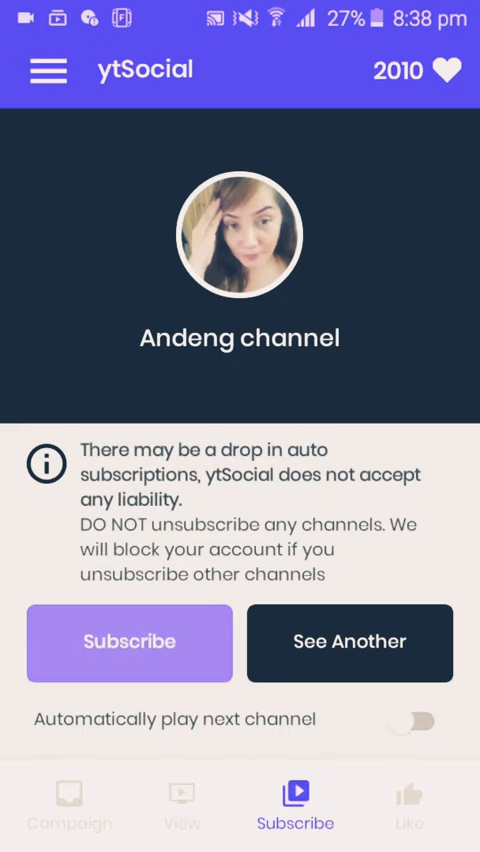 27% 8:38 pm
ytSocial 2010
Andeng channel
There may be a drop in auto
subscriptions, ytSocial does not accept
any liability.
DO NOT unsubscribe any channels. We
will block your account if you
unsubscribe other channels
Subscribe See Another
Automatically play next channel
Campaign View Subscribe Like